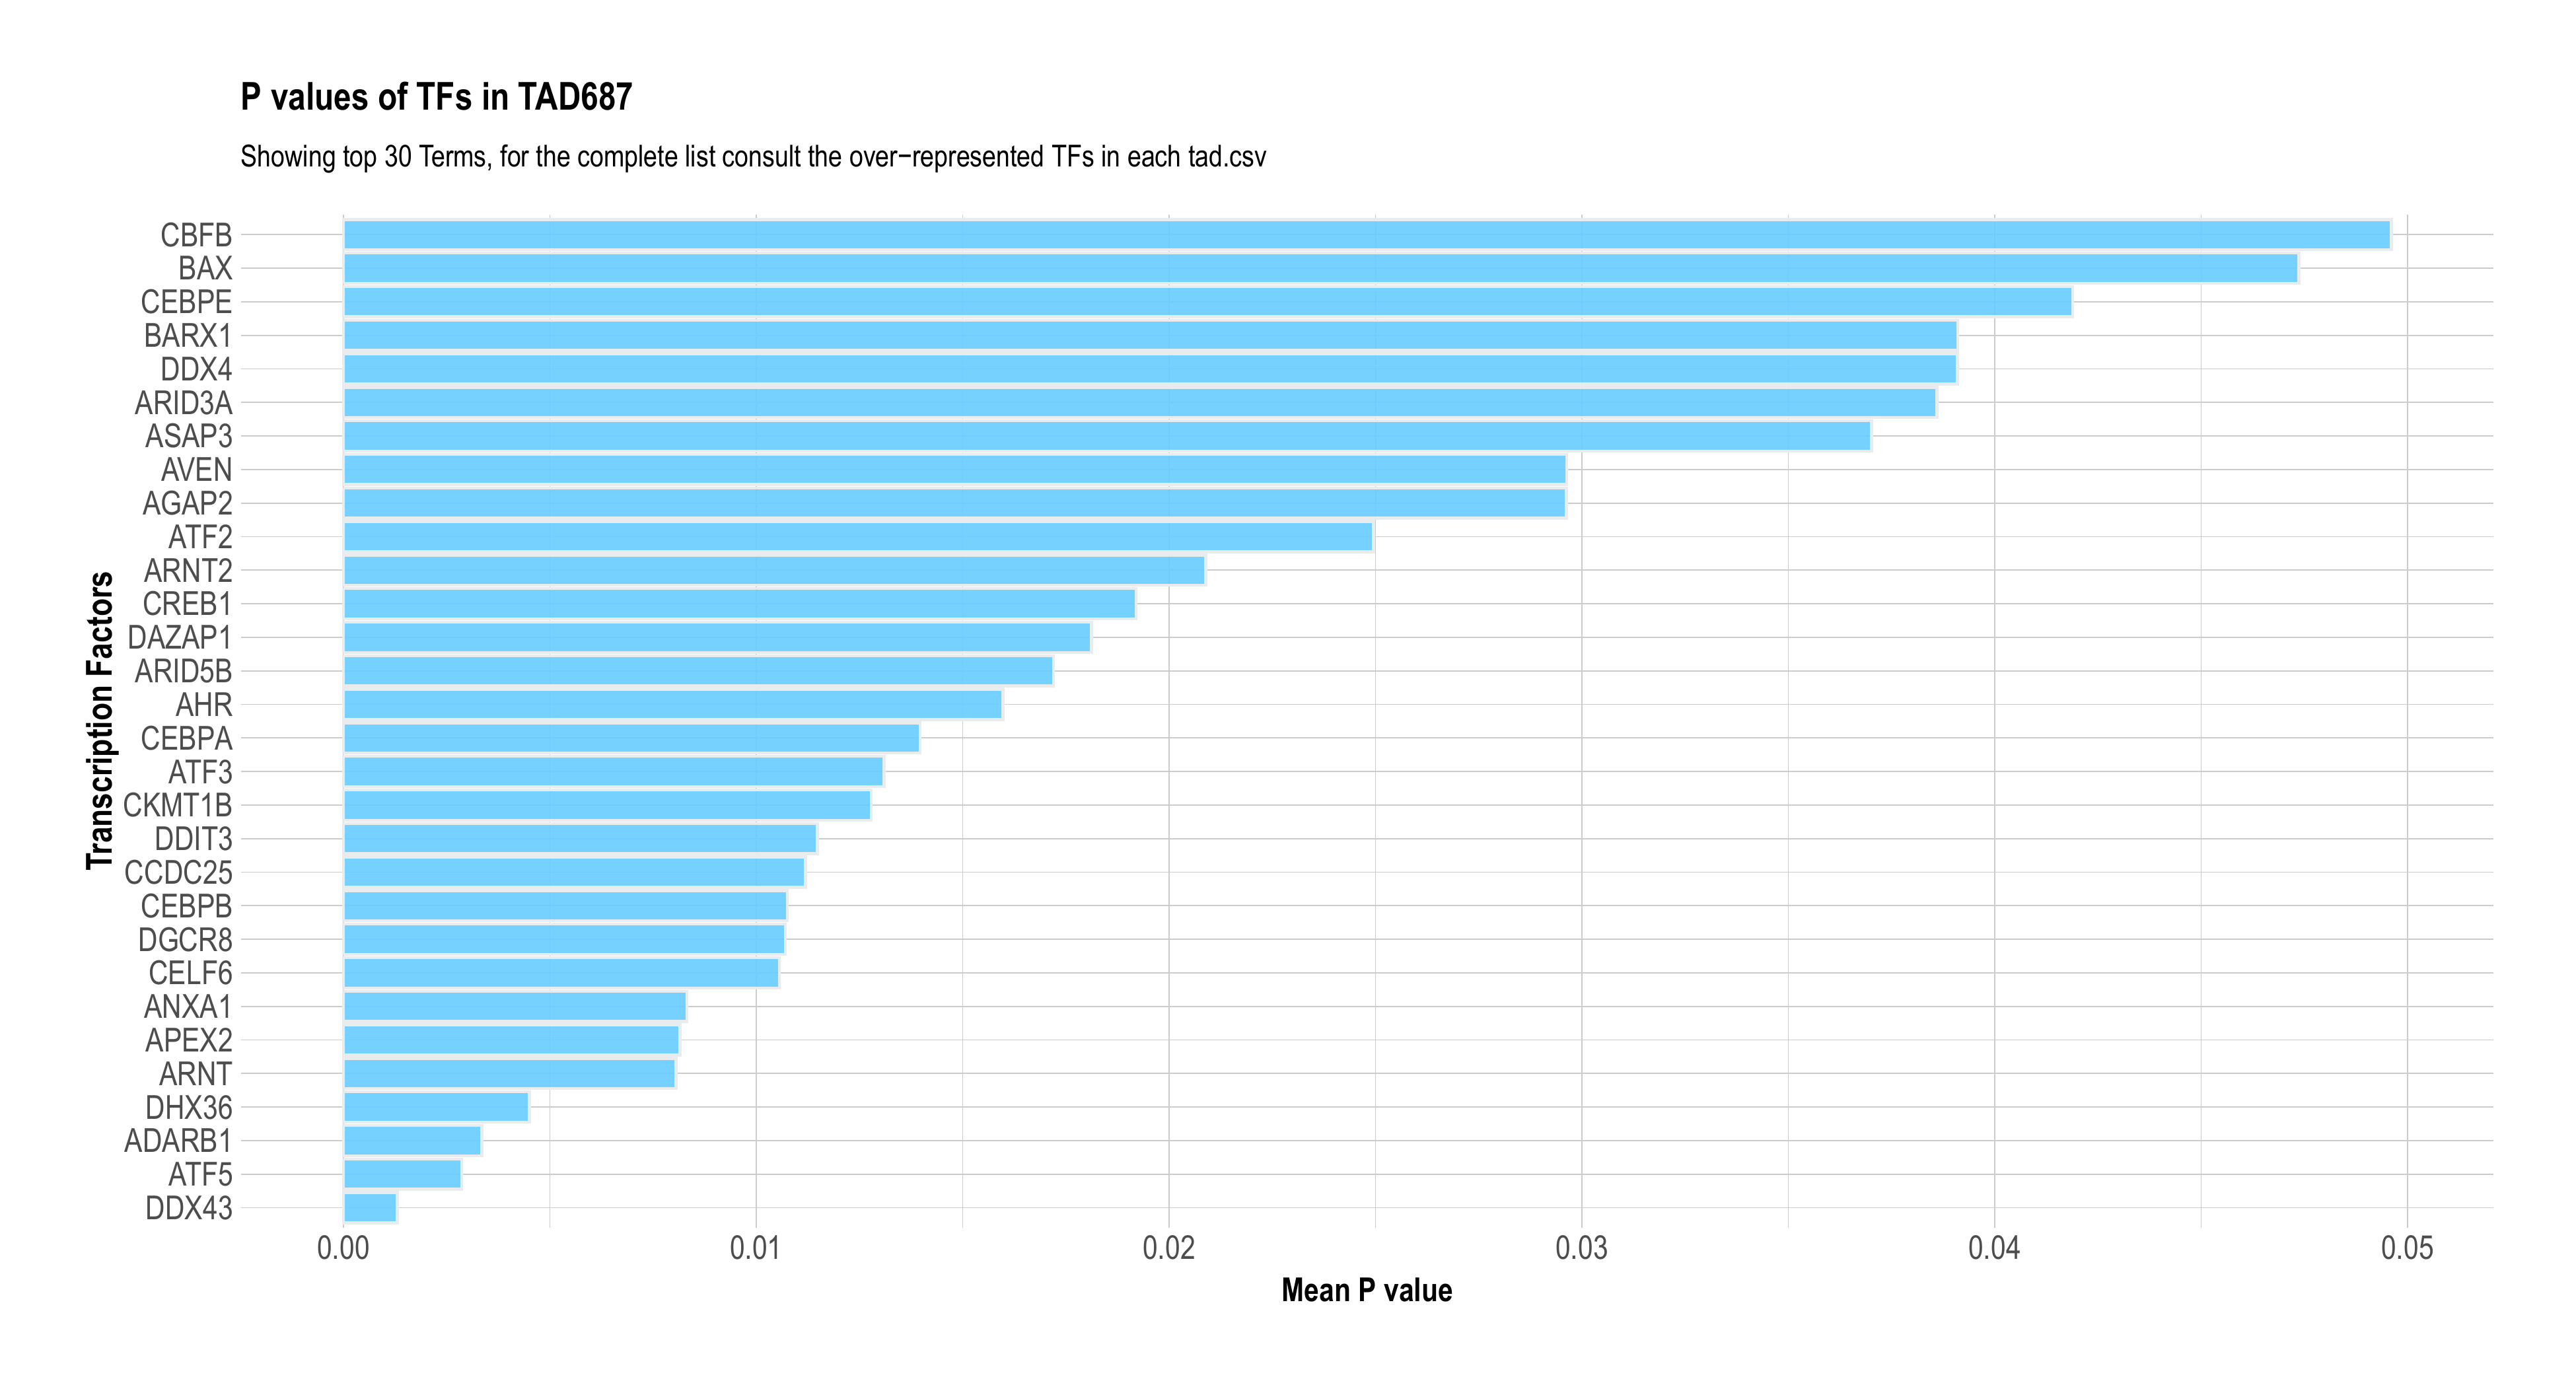 P values of TFs in TAD687
Showing top 30 Terms, for the complete list consult the over−represented TFs in each tad.csv
Transcription Factors
CBFB
BAX
CEBPE
BARX1
DDX4
ARID3A
ASAP3
AVEN
AGAP2
ATF2
ARNT2
CREB1
DAZAP1
ARID5B
AHR
CEBPA
ATF3
CKMT1B
DDIT3
CCDC25
CEBPB
DGCR8
CELF6
ANXA1
APEX2
ARNT
DHX36
ADARB1
ATF5
DDX43
0.00 0.01 0.02 0.03 0.04 0.05
Mean P value